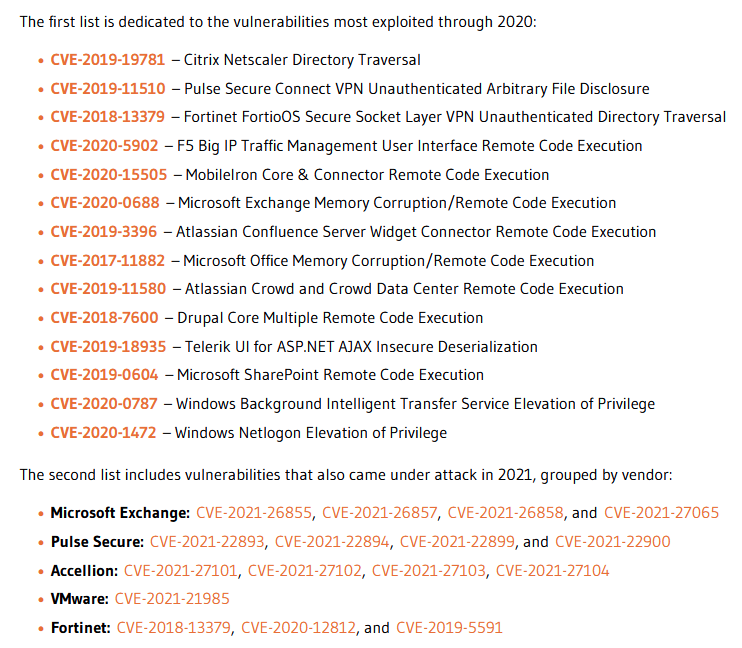 The first list is dedicated to the vulnerabilities most exploited through 2020:
• CVE-2019-19781 – Citrix Netscaler Directory Traversal
• CVE-2019-11510 – Pulse Secure Connect VPN Unauthenticated Arbitrary File Disclosure
• CVE-2018-13379 – Fortinet FortioOS Secure Socket Layer VPN Unauthenticated Directory Traversal
• CVE-2020-5902 – F5 Big IP Traffic Management User Interface Remote Code Execution
• CVE-2020-15505 – MobileIron Core & Connector Remote Code Execution
• CVE-2020-0688 – Microsoft Exchange Memory Corruption/Remote Code Execution
• CVE-2019-3396 – Atlassian Confluence Server Widget Connector Remote Code Execution
• CVE-2017-11882 – Microsoft Office Memory Corruption/Remote Code Execution
• CVE-2019-11580 – Atlassian Crowd and Crowd Data Center Remote Code Execution
• CVE-2018-7600 – Drupal Core Multiple Remote Code Execution
• CVE-2019-18935 – Telerik UI for ASP.NET AJAX Insecure Deserialization
• CVE-2019-0604 – Microsoft SharePoint Remote Code Execution
• CVE-2020-0787 – Windows Background Intelligent Transfer Service Elevation of Privilege
• CVE-2020-1472 – Windows Netlogon Elevation of Privilege
The second list includes vulnerabilities that also came under attack in 2021, grouped by vendor:
• Microsoft Exchange: CVE-2021-26855, CVE-2021-26857, CVE-2021-26858, and CVE-2021-27065
• Pulse Secure: CVE-2021-22893, CVE-2021-22894, CVE-2021-22899, and CVE-2021-22900
• Accellion: CVE-2021-27101, CVE-2021-27102, CVE-2021-27103, CVE-2021-27104
• VMware: CVE-2021-21985
• Fortinet: CVE-2018-13379, CVE-2020-12812, and CVE-2019-5591